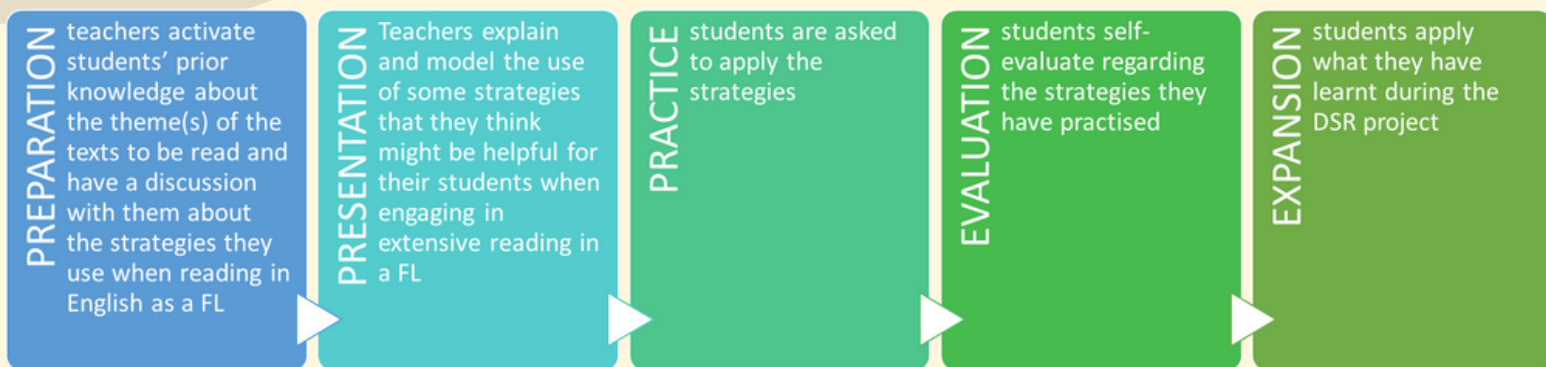 PREPARATION
teachers activate
students' prior
knowledge about
the theme(s) of the
texts to be read and
have a discussion
with them about
the strategies they
use when reading in
English as a FL
PRESENTATION
Teachers explain
and model the use
of some strategies
that they think
might be helpful for
their students when
engaging in
extensive reading in
a FL
PRACTICE
students are asked
to apply the
strategies
EVALUATION
students self-
evaluate regarding
the strategies they
have practised
EXPANSION
students apply
what they have
learnt during the
DSR project